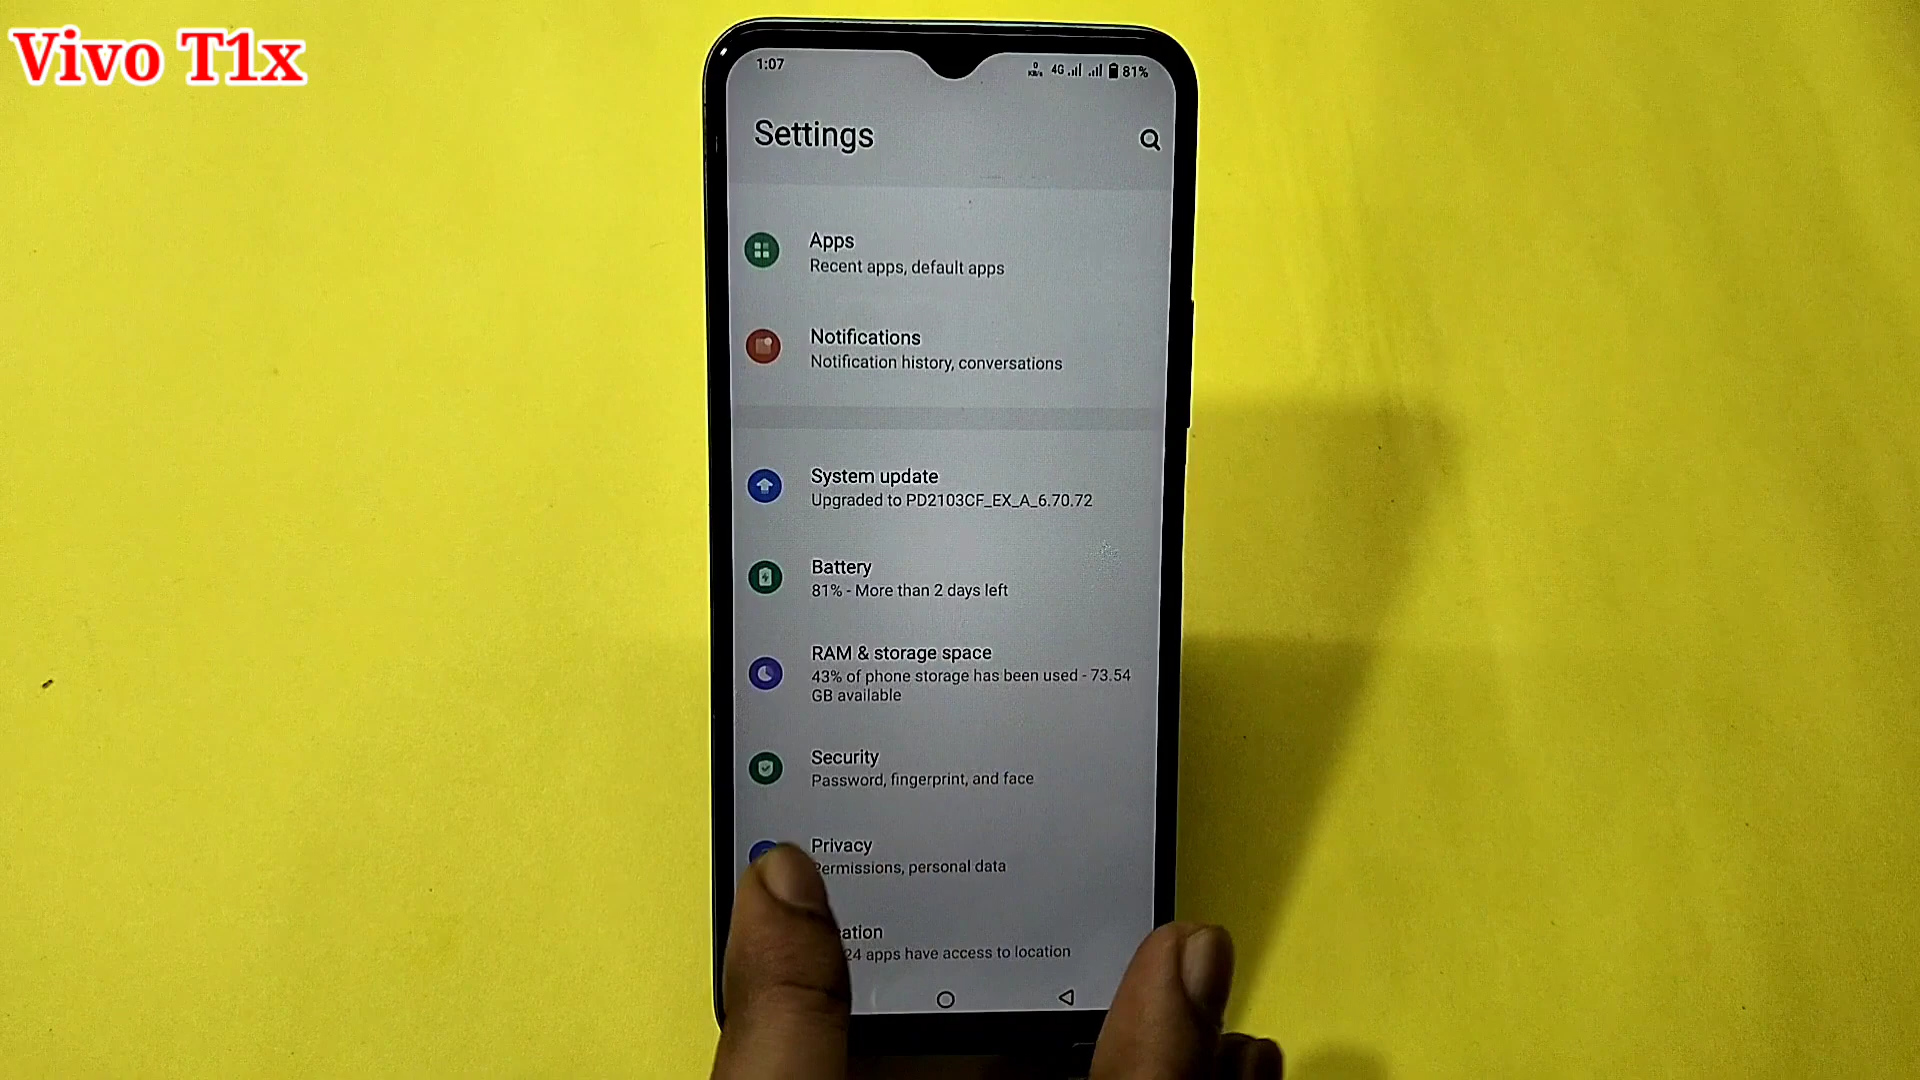 Vivo T1x
1:07
0 KB/s 4G 81%
Settings
Apps
Recent apps, default apps
Notifications
Notification history, conversations
System update
Upgraded to PD2103CF_EX_A_6.70.72
Battery
81% - More than 2 days left
RAM & storage space
43% of phone storage has been used - 73.54
GB available
Security
Password, fingerprint, and face
Privacy
Permissions, personal data
24 apps have access to location